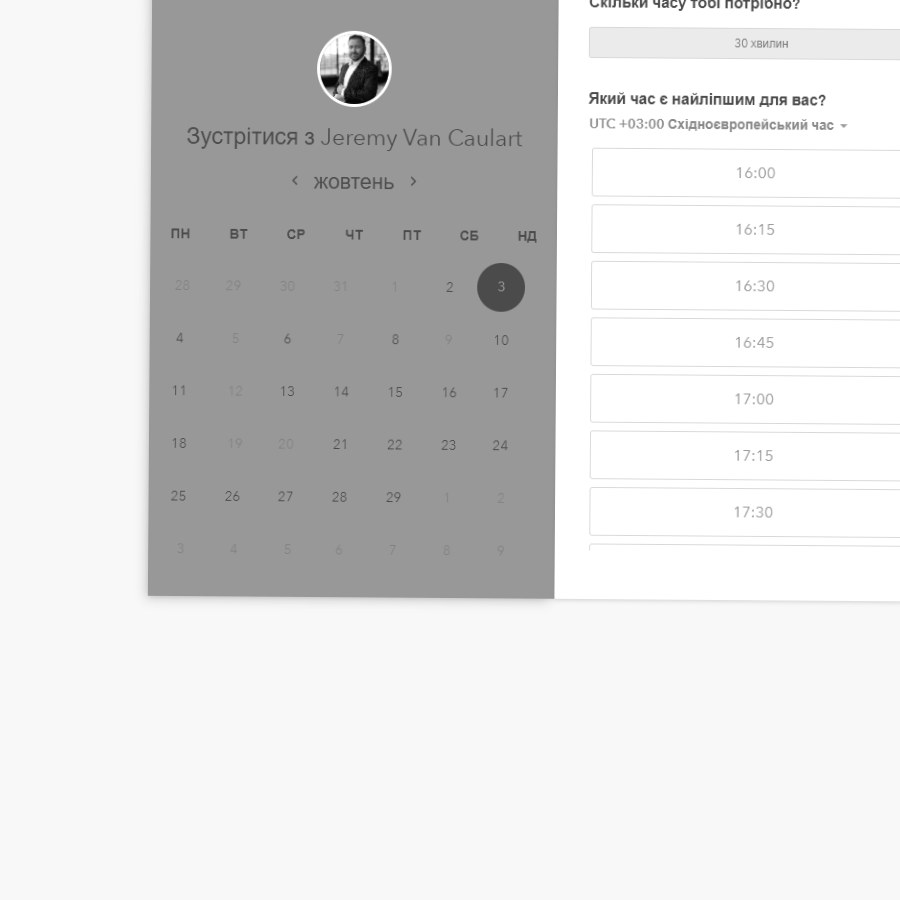 Зустрітися з Jeremy Van Caulart
жовтень
ПН ВТ СР ЧТ ПТ СБ НД
28 29 30 31 1 2 3
4 5 6 7 8 9 10
11 12 13 14 15 16 17
18 19 20 21 22 23 24
25 26 27 28 29 1 2
3 4 5 6 7 8 9
Скільки часу тобі потрібно?
30 хвилин
Який час є найліпшим для вас?
UTC +03:00 Східноєвропейський час
16:00
16:15
16:30
16:45
17:00
17:15
17:30